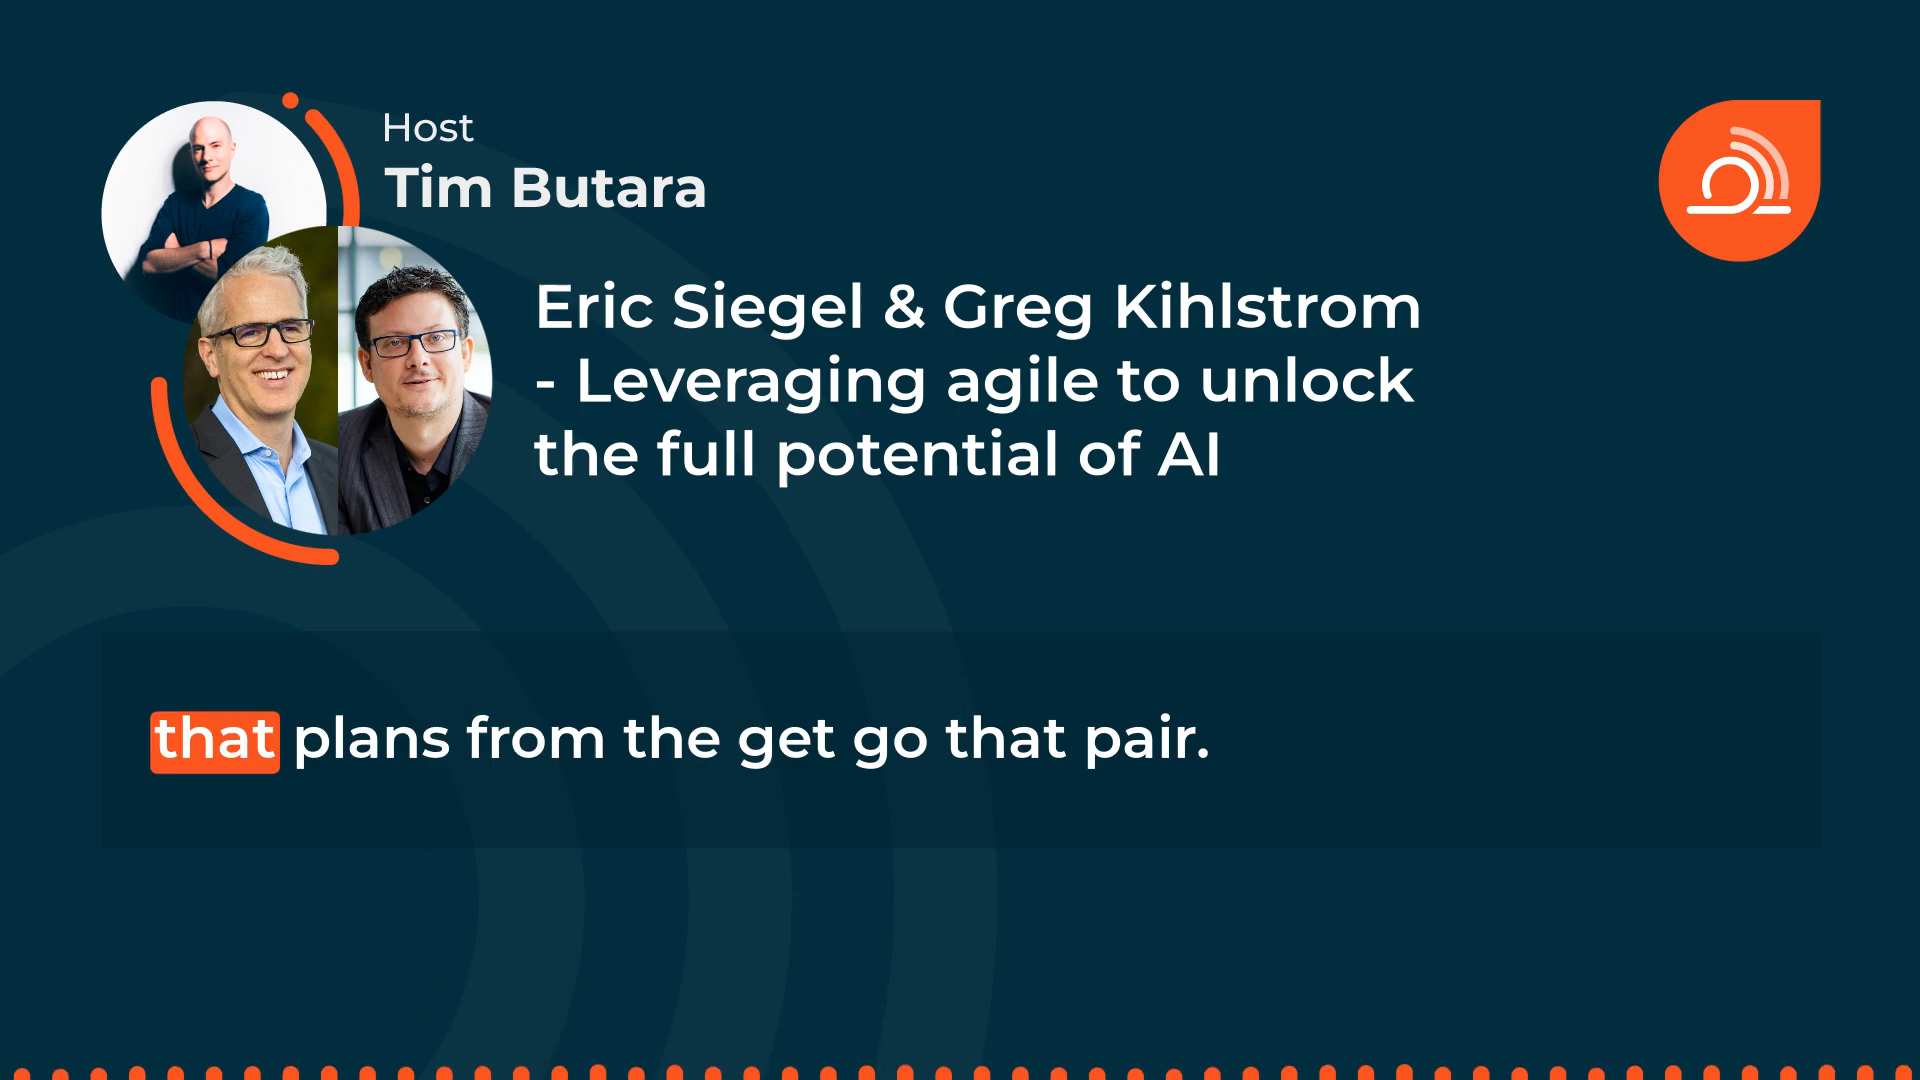 Host
Tim Butara
Eric Siegel & Greg Kihlstrom
- Leveraging agile to unlock
the full potential of AI
that plans from the get go that pair.